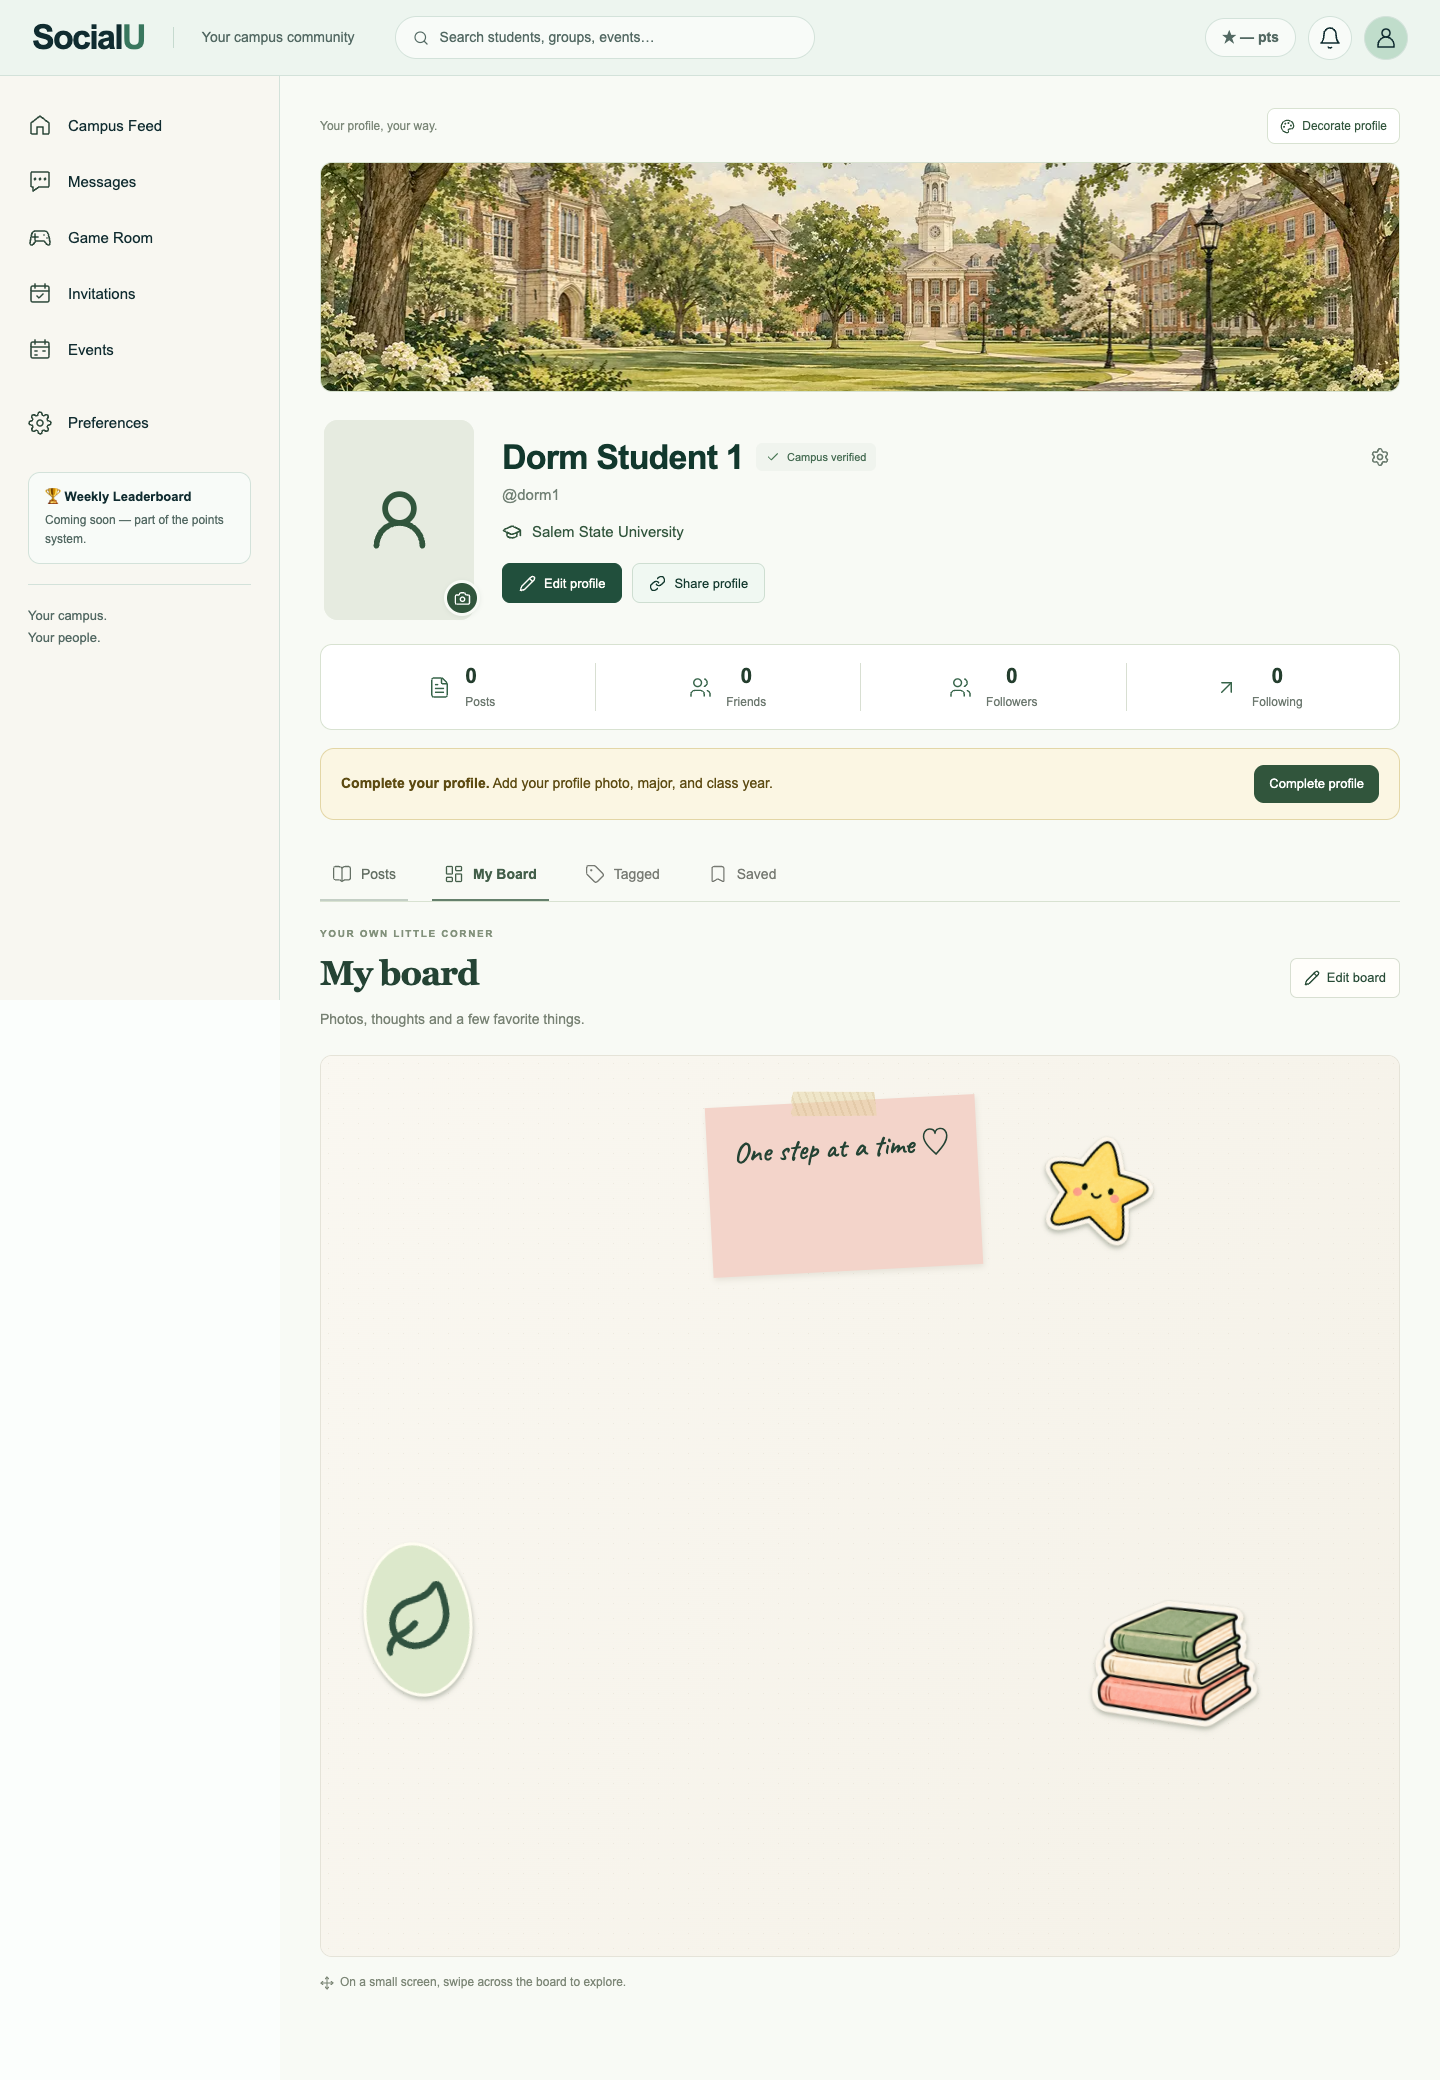 SocialU
Your campus community
Search students, groups, events…
★ — pts
Campus Feed
Messages
Game Room
Invitations
Events
Preferences
🏆 Weekly Leaderboard
Coming soon — part of the points
system.
Your campus.
Your people.
Your profile, your way.
Decorate profile
Dorm Student 1
Campus verified
@dorm1
Salem State University
Edit profile
Share profile
0
Posts
0
Friends
0
Followers
0
Following
Complete your profile. Add your profile photo, major, and class year.
Complete profile
Posts
My Board
Tagged
Saved
YOUR OWN LITTLE CORNER
My board
Edit board
Photos, thoughts and a few favorite things.
One step at a time ♡
On a small screen, swipe across the board to explore.